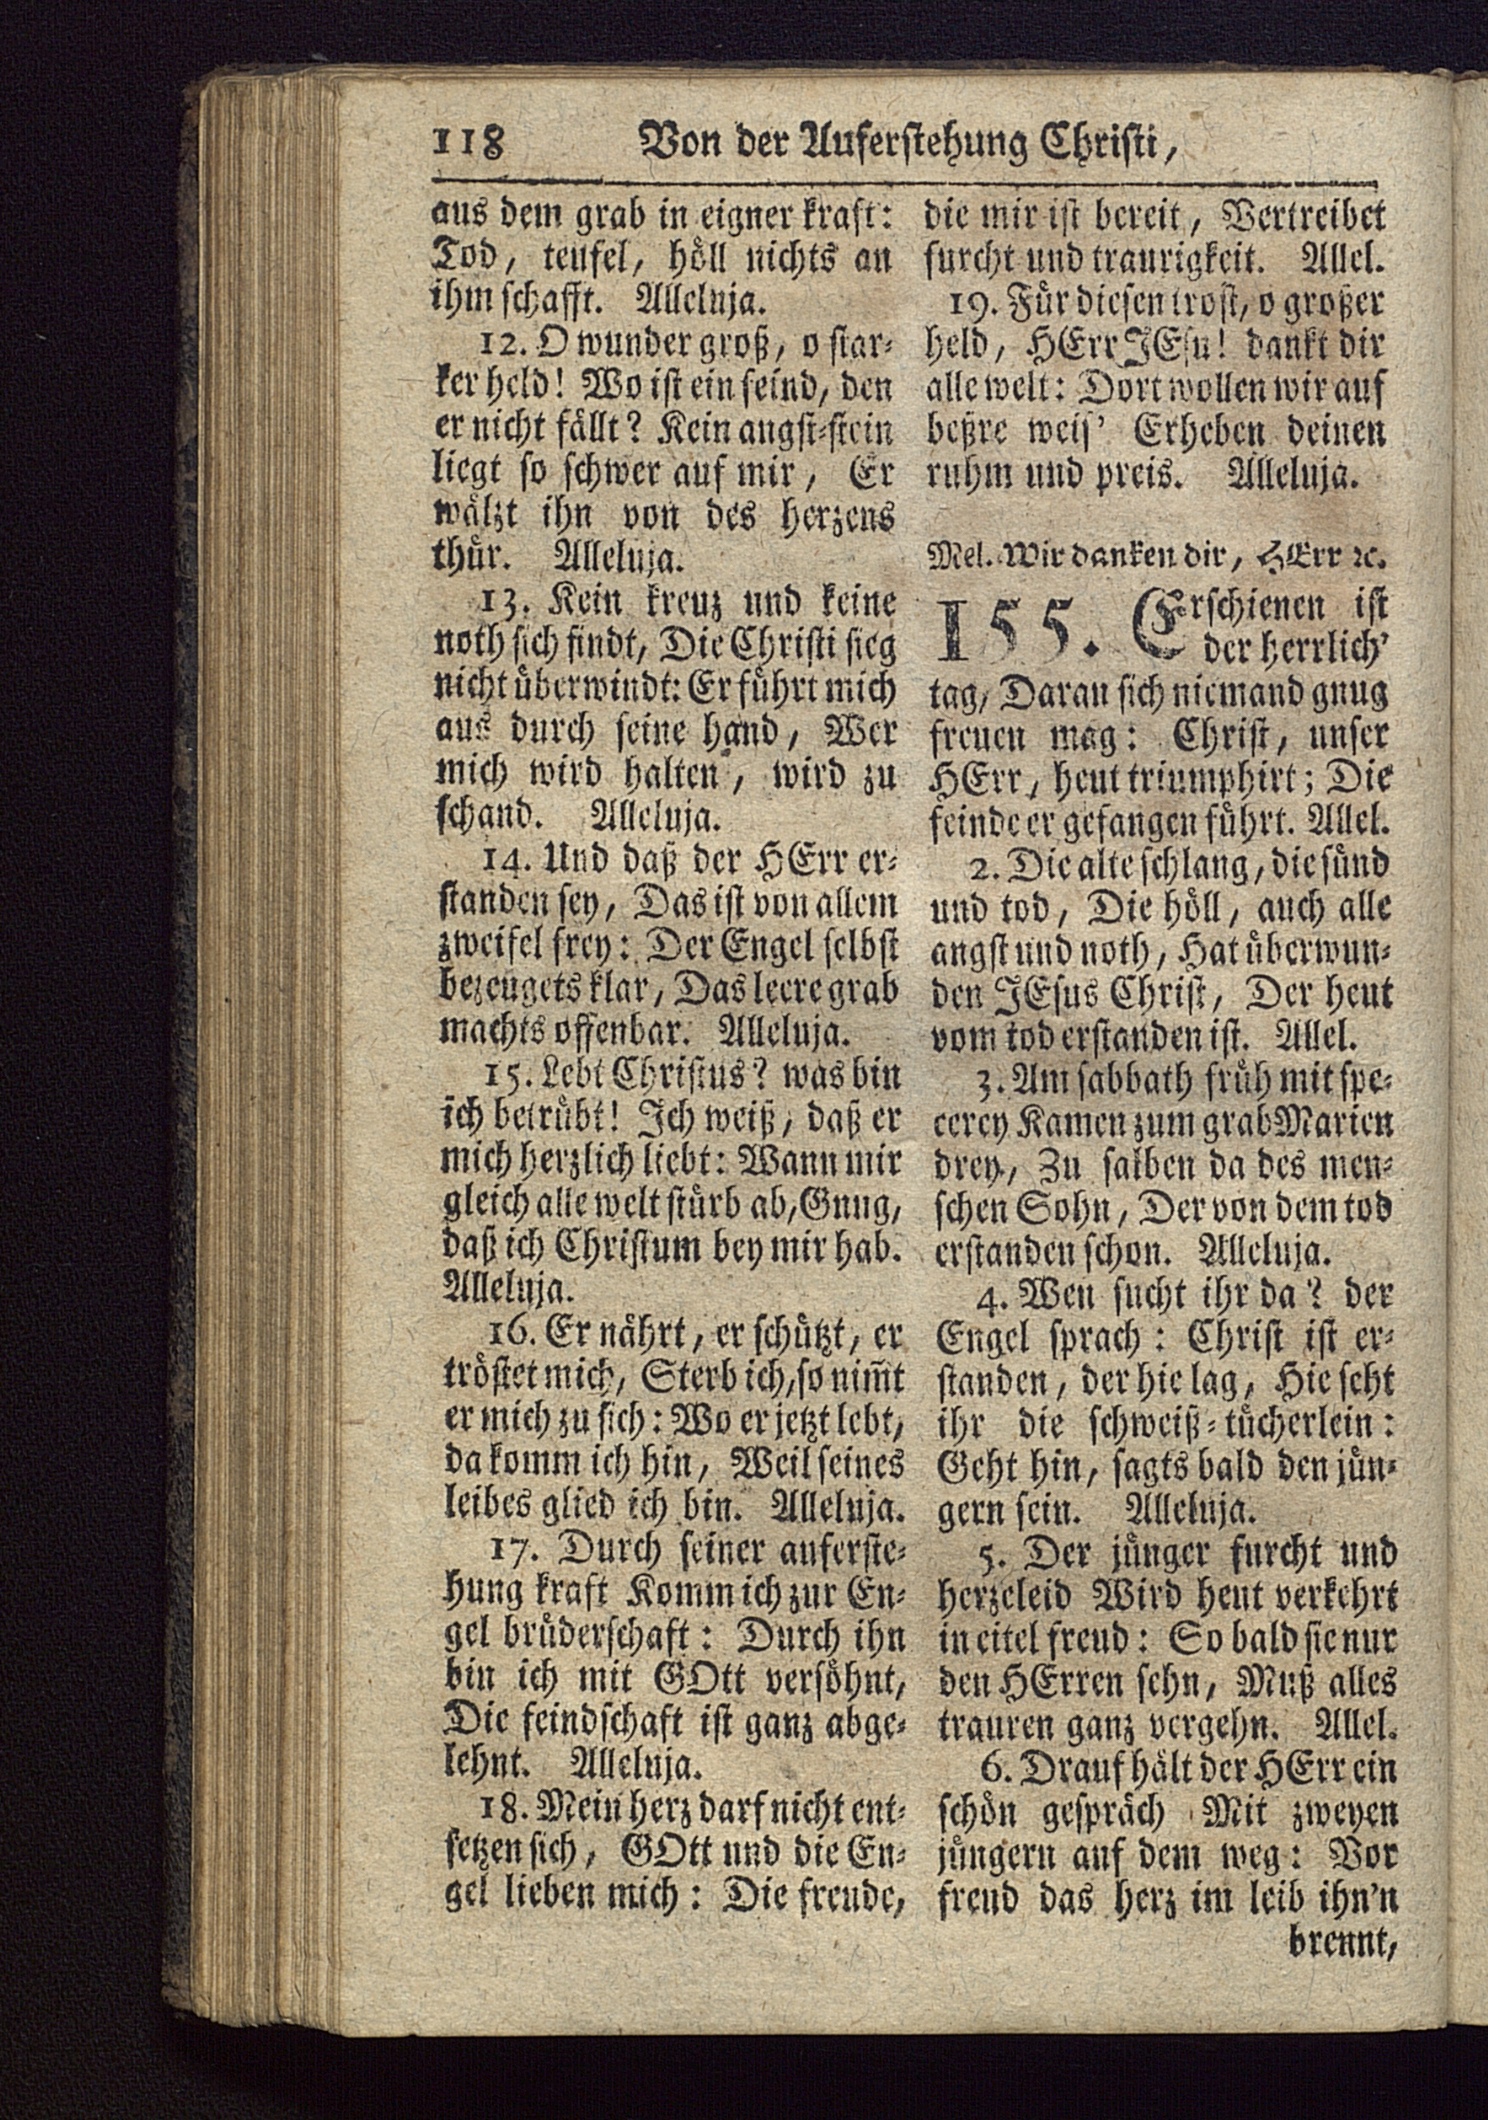 118 Von der Auferstehung Christi,
aus dem grab in eigner kraft:
Tod, teufel, höll nichts an
ihm schafft. Alleluja.
12. O wunder groß, o star-
ker held! Wo ist ein feind, den
er nicht fällt? Kein angst-stein
liegt so schwer auf mir, Er
wälzt ihn von des herzens
thür. Alleluja.
13. Kein kreuz und keine
noth sich findt, Die Christi sieg
nicht überwindt: Er führt mich
aus durch seine hand, Wer
mich wird halten, wird zu
schand. Alleluja.
14. Und daß der HErr er-
standen sey, Das ist von allem
zweifel frey: Der Engel selbst
bezeugets klar, Das leere grab
machts offenbar. Alleluja.
15. Lebt Christus? was bin
ich betrübt! Ich weiß, daß er
mich herzlich liebt: Wann mir
gleich alle welt stürb ab, Gnug,
daß ich Christum bey mir hab.
Alleluja.
16. Er nährt, er schützt, er
tröstet mich, Sterb ich, so nim̄t
er mich zu sich: Wo er jetzt lebt,
da komm ich hin, Weil seines
leibes glied ich bin. Alleluja.
17. Durch seiner auferste-
hung kraft Komm ich zur En-
gel brüderschaft: Durch ihn
bin ich mit GOtt versöhnt,
Die feindschaft ist ganz abge-
lehnt. Alleluja.
18. Mein herz darf nicht ent-
setzen sich, GOtt und die En-
gel lieben mich: Die freude,
die mir ist bereit, Vertreibet
furcht und traurigkeit. Allel.
19. Für diesen trost, o großer
held, HErr JEsu! dankt dir
alle welt: Dort wollen wir auf
beßre weis' Erheben deinen
ruhm und preis. Alleluja.
Mel. Wir danken dir, HErr ꝛc.
155. Erschienen ist
der herrlich'
tag, Daran sich niemand gnug
freuen mag: Christ, unser
HErr, heut triumphirt; Die
feinde er gefangen führt. Allel.
2. Die alte schlang, die sünd
und tod, Die höll, auch alle
angst und noth, Hat überwun-
den JEsus Christ, Der heut
vom tod erstanden ist. Allel.
3. Am sabbath früh mit spe-
cerey Kamen zum grab Marien
drey, Zu salben da des men-
schen Sohn, Der von dem tod
erstanden schon. Alleluja.
4. Wen sucht ihr da? der
Engel sprach: Christ ist er-
standen, der hie lag, Hie seht
ihr die schweiß-tücherlein:
Geht hin, sagts bald den jün-
gern sein. Alleluja.
5. Der jünger furcht und
herzeleid Wird heut verkehrt
in eitel freud: So bald sie nur
den HErren sehn, Muß alles
trauren ganz vergehn. Allel.
6. Drauf hält der HErr ein
schön gespräch Mit zweyen
jüngern auf dem weg: Vor
freud das herz im leib ihn'n
brennt,